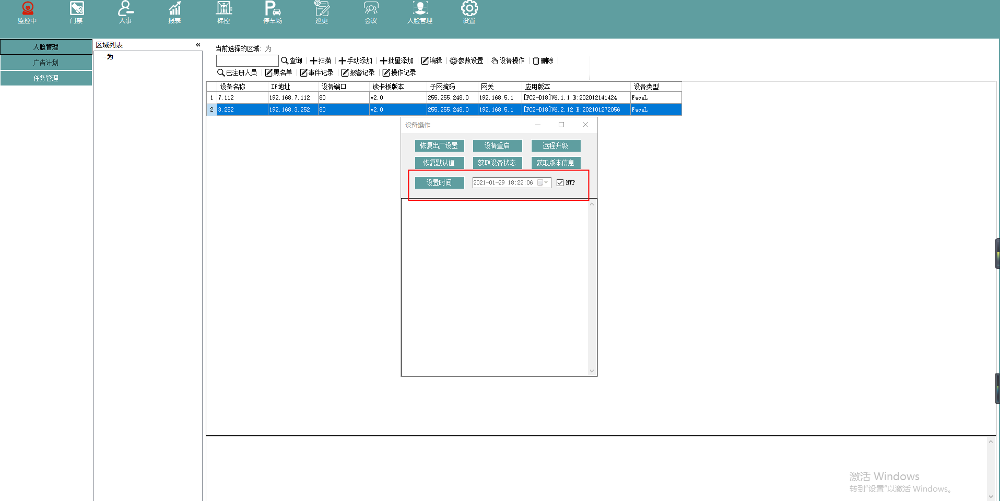 监控中 门禁 人事 报表 梯控 停车场 巡更 会议 人脸管理 设置
人脸管理
广告计划
任务管理
区域列表 «
为
当前选择的区域: 为
查询 扫描 手动添加 批量添加 编辑 参数设置 设备操作 删除
已注册人员 黑名单 事件记录 报警记录 操作记录
设备名称 IP地址 设备端口 读卡板版本 子网掩码 网关 应用版本 设备类型
1 7.112 192.168.7.112 80 v2.0 255.255.248.0 192.168.5.1 [FC2-D18]V6.1.1 B:202012141424 FaceL
2 3.252 192.168.3.252 80 v2.0 255.255.248.0 192.168.5.1 [FC2-D18]V6.2.12 B:202101272056 FaceL
设备操作
恢复出厂设置 设备重启 远程升级
恢复默认值 获取设备状态 获取版本信息
设置时间 2021-01-29 18:22:06 NTP
激活 Windows
转到“设置”以激活 Windows。